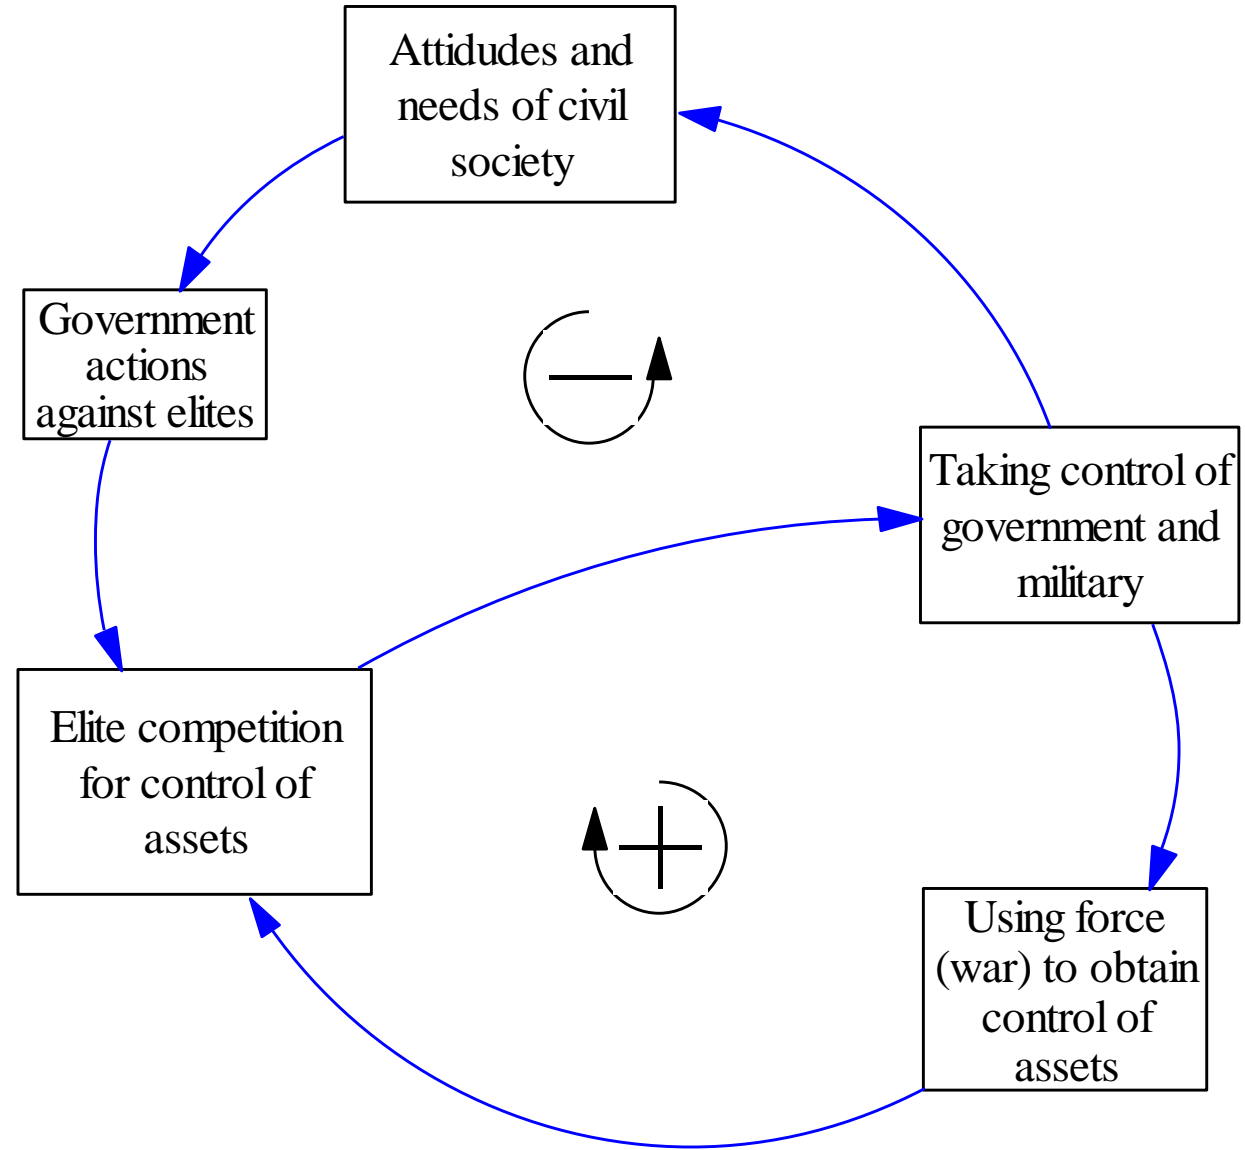 Attidudes and
needs of civil
society
Government
actions
against elites
Taking control of
government and
military
Elite competition
for control of
assets
Using force
(war) to obtain
control of
assets